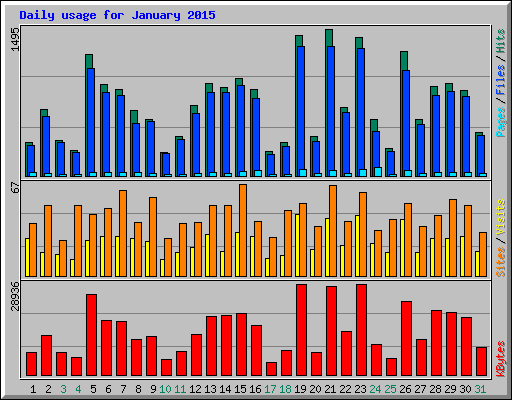 Daily usage for January 2015
1495
Pages / Files / Hits
67
Sites / Visits
28936
KBytes
1 2 3 4 5 6 7 8 9 10 11 12 13 14 15 16 17 18 19 20 21 22 23 24 25 26 27 28 29 30 31